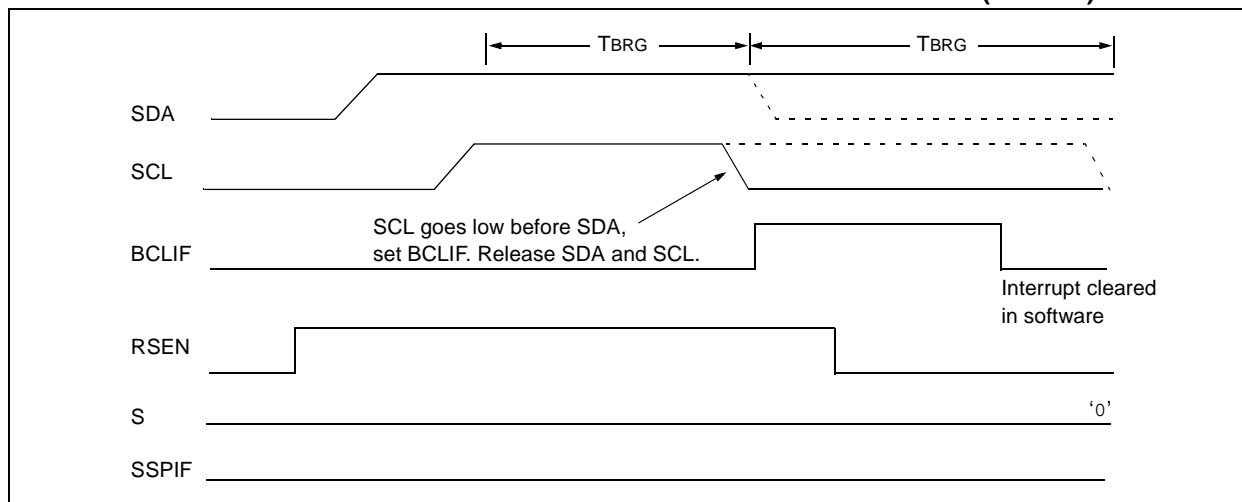 TBRG TBRG
SDA
SCL
SCL goes low before SDA,
set BCLIF. Release SDA and SCL.
BCLIF
Interrupt cleared
in software
RSEN
S
‘0’
SSPIF